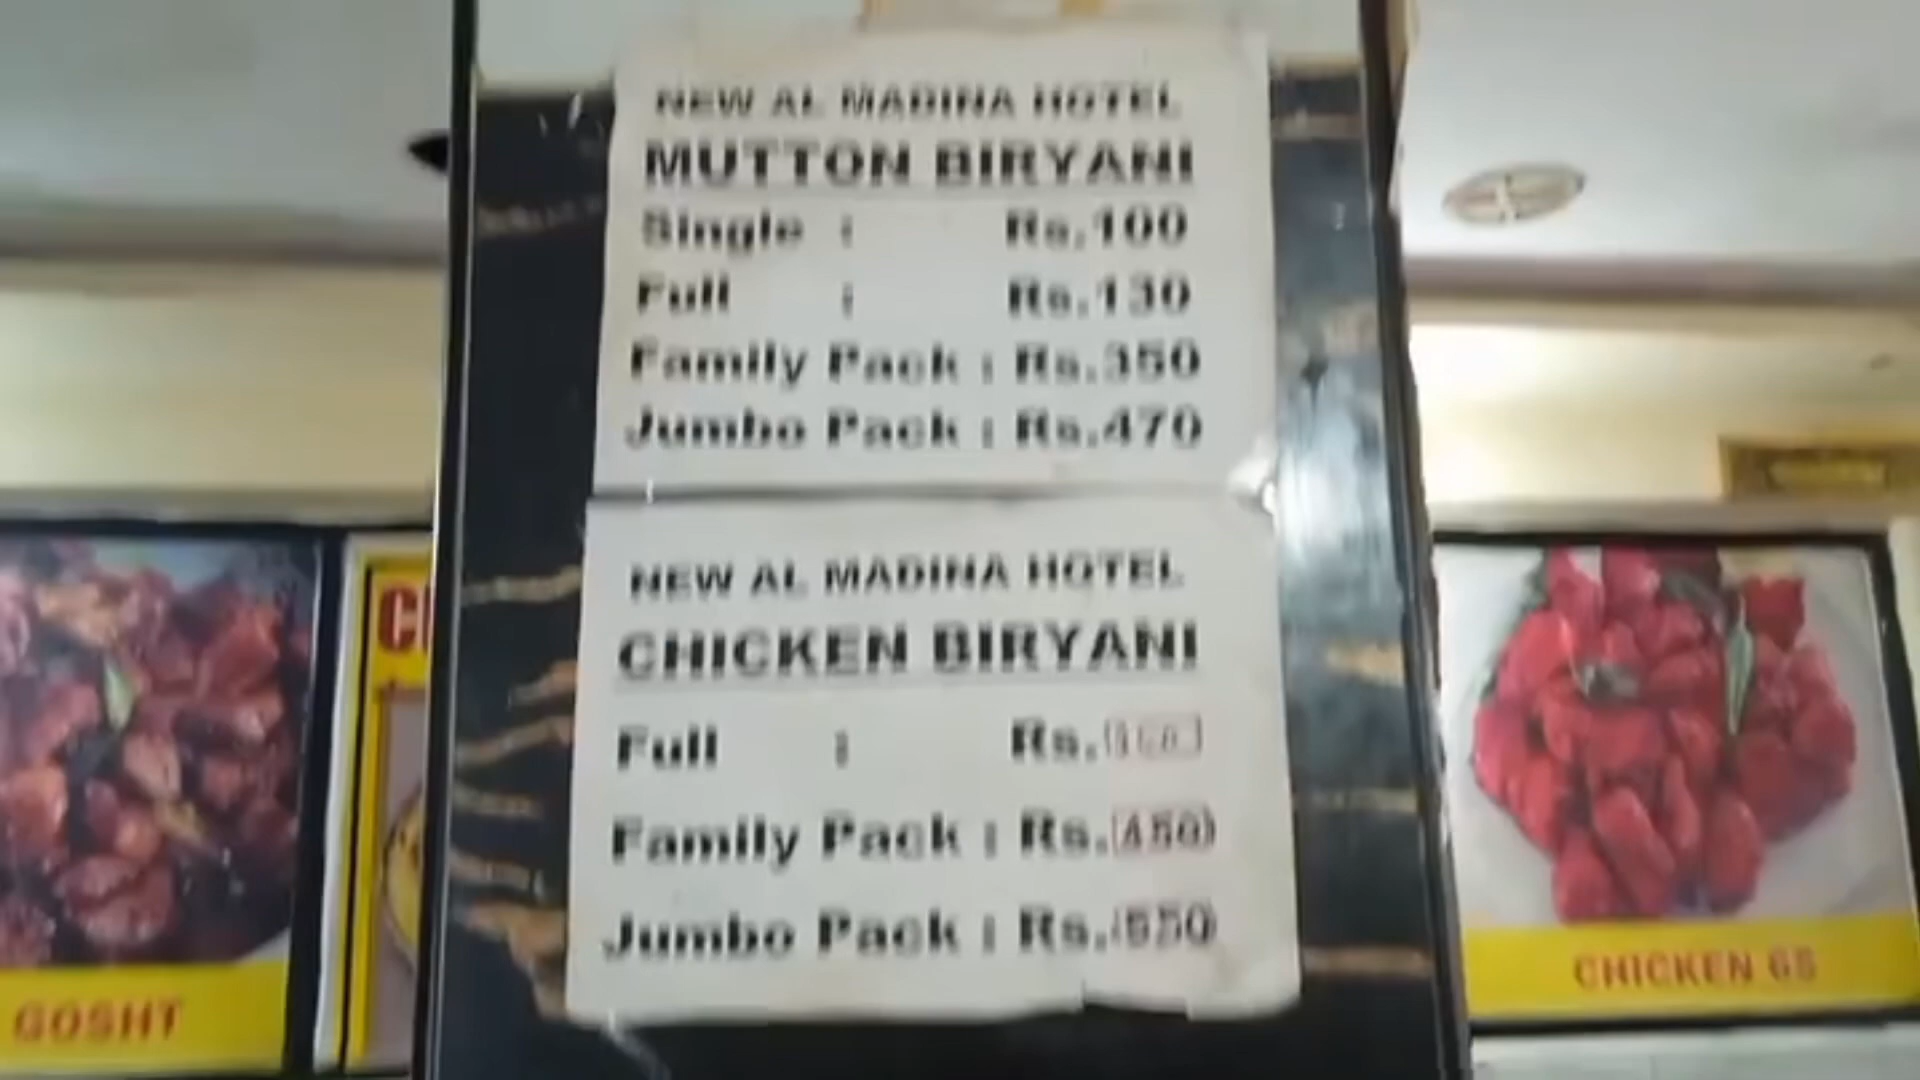 NEW AL MADINA HOTEL
MUTTON BIRYANI
Single : Rs.100
Full : Rs.130
Family Pack : Rs.350
Jumbo Pack : Rs.470
NEW AL MADINA HOTEL
CHICKEN BIRYANI
Full : Rs.
Family Pack : Rs.450
Jumbo Pack : Rs.550
GOSHT
CHICKEN 65